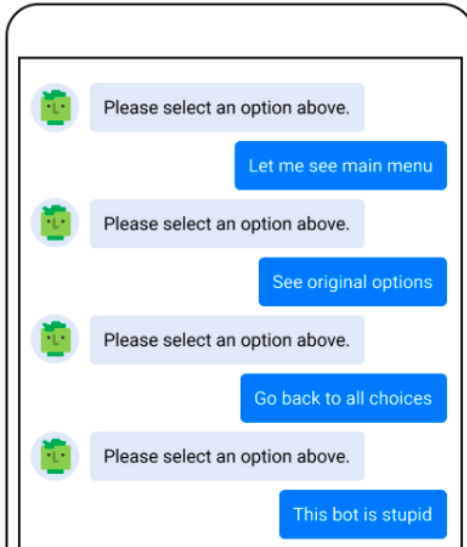 Please select an option above.
Let me see main menu
Please select an option above.
See original options
Please select an option above.
Go back to all choices
Please select an option above.
This bot is stupid